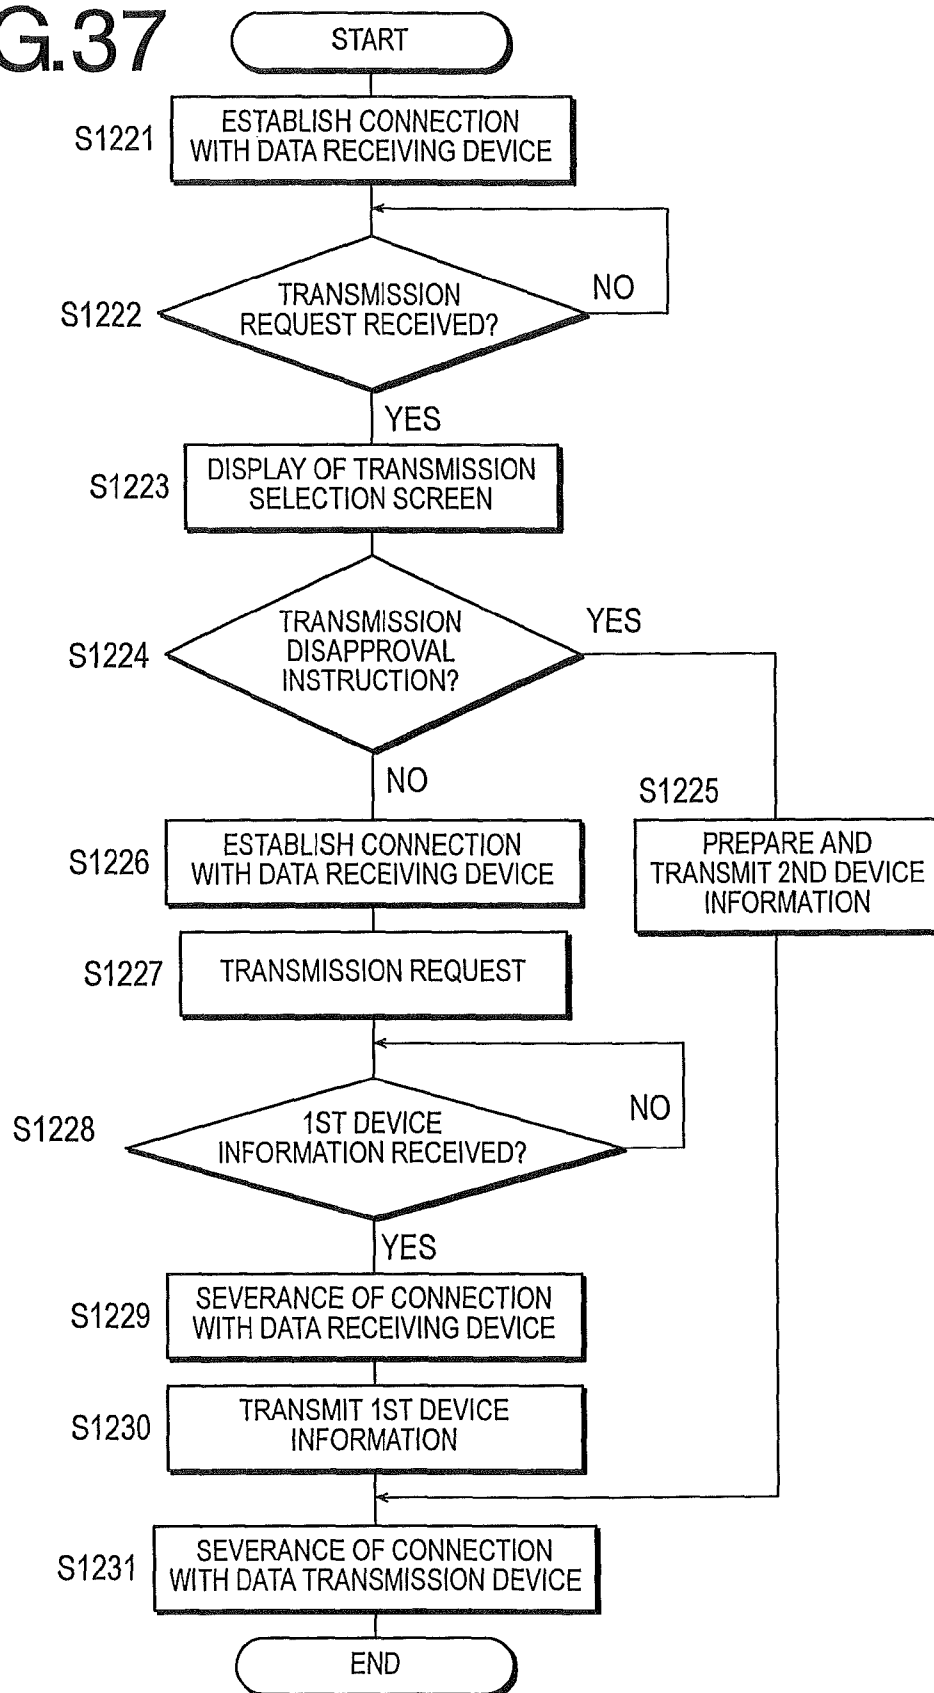 G.37
START
S1221
ESTABLISH CONNECTION
WITH DATA RECEIVING DEVICE
S1222
TRANSMISSION
REQUEST RECEIVED?
NO
YES
S1223
DISPLAY OF TRANSMISSION
SELECTION SCREEN
S1224
TRANSMISSION
DISAPPROVAL
INSTRUCTION?
YES
NO
S1225
PREPARE AND
TRANSMIT 2ND DEVICE
INFORMATION
S1226
ESTABLISH CONNECTION
WITH DATA RECEIVING DEVICE
S1227
TRANSMISSION REQUEST
S1228
1ST DEVICE
INFORMATION RECEIVED?
NO
YES
S1229
SEVERANCE OF CONNECTION
WITH DATA RECEIVING DEVICE
S1230
TRANSMIT 1ST DEVICE
INFORMATION
S1231
SEVERANCE OF CONNECTION
WITH DATA TRANSMISSION DEVICE
END